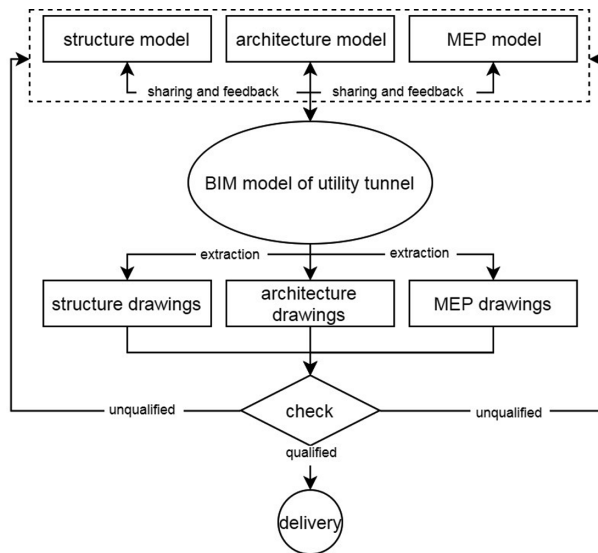 structure model
architecture model
MEP model
sharing and feedback
sharing and feedback
BIM model of utility tunnel
extraction
extraction
structure drawings
architecture
drawings
MEP drawings
unqualified
check
unqualified
qualified
delivery